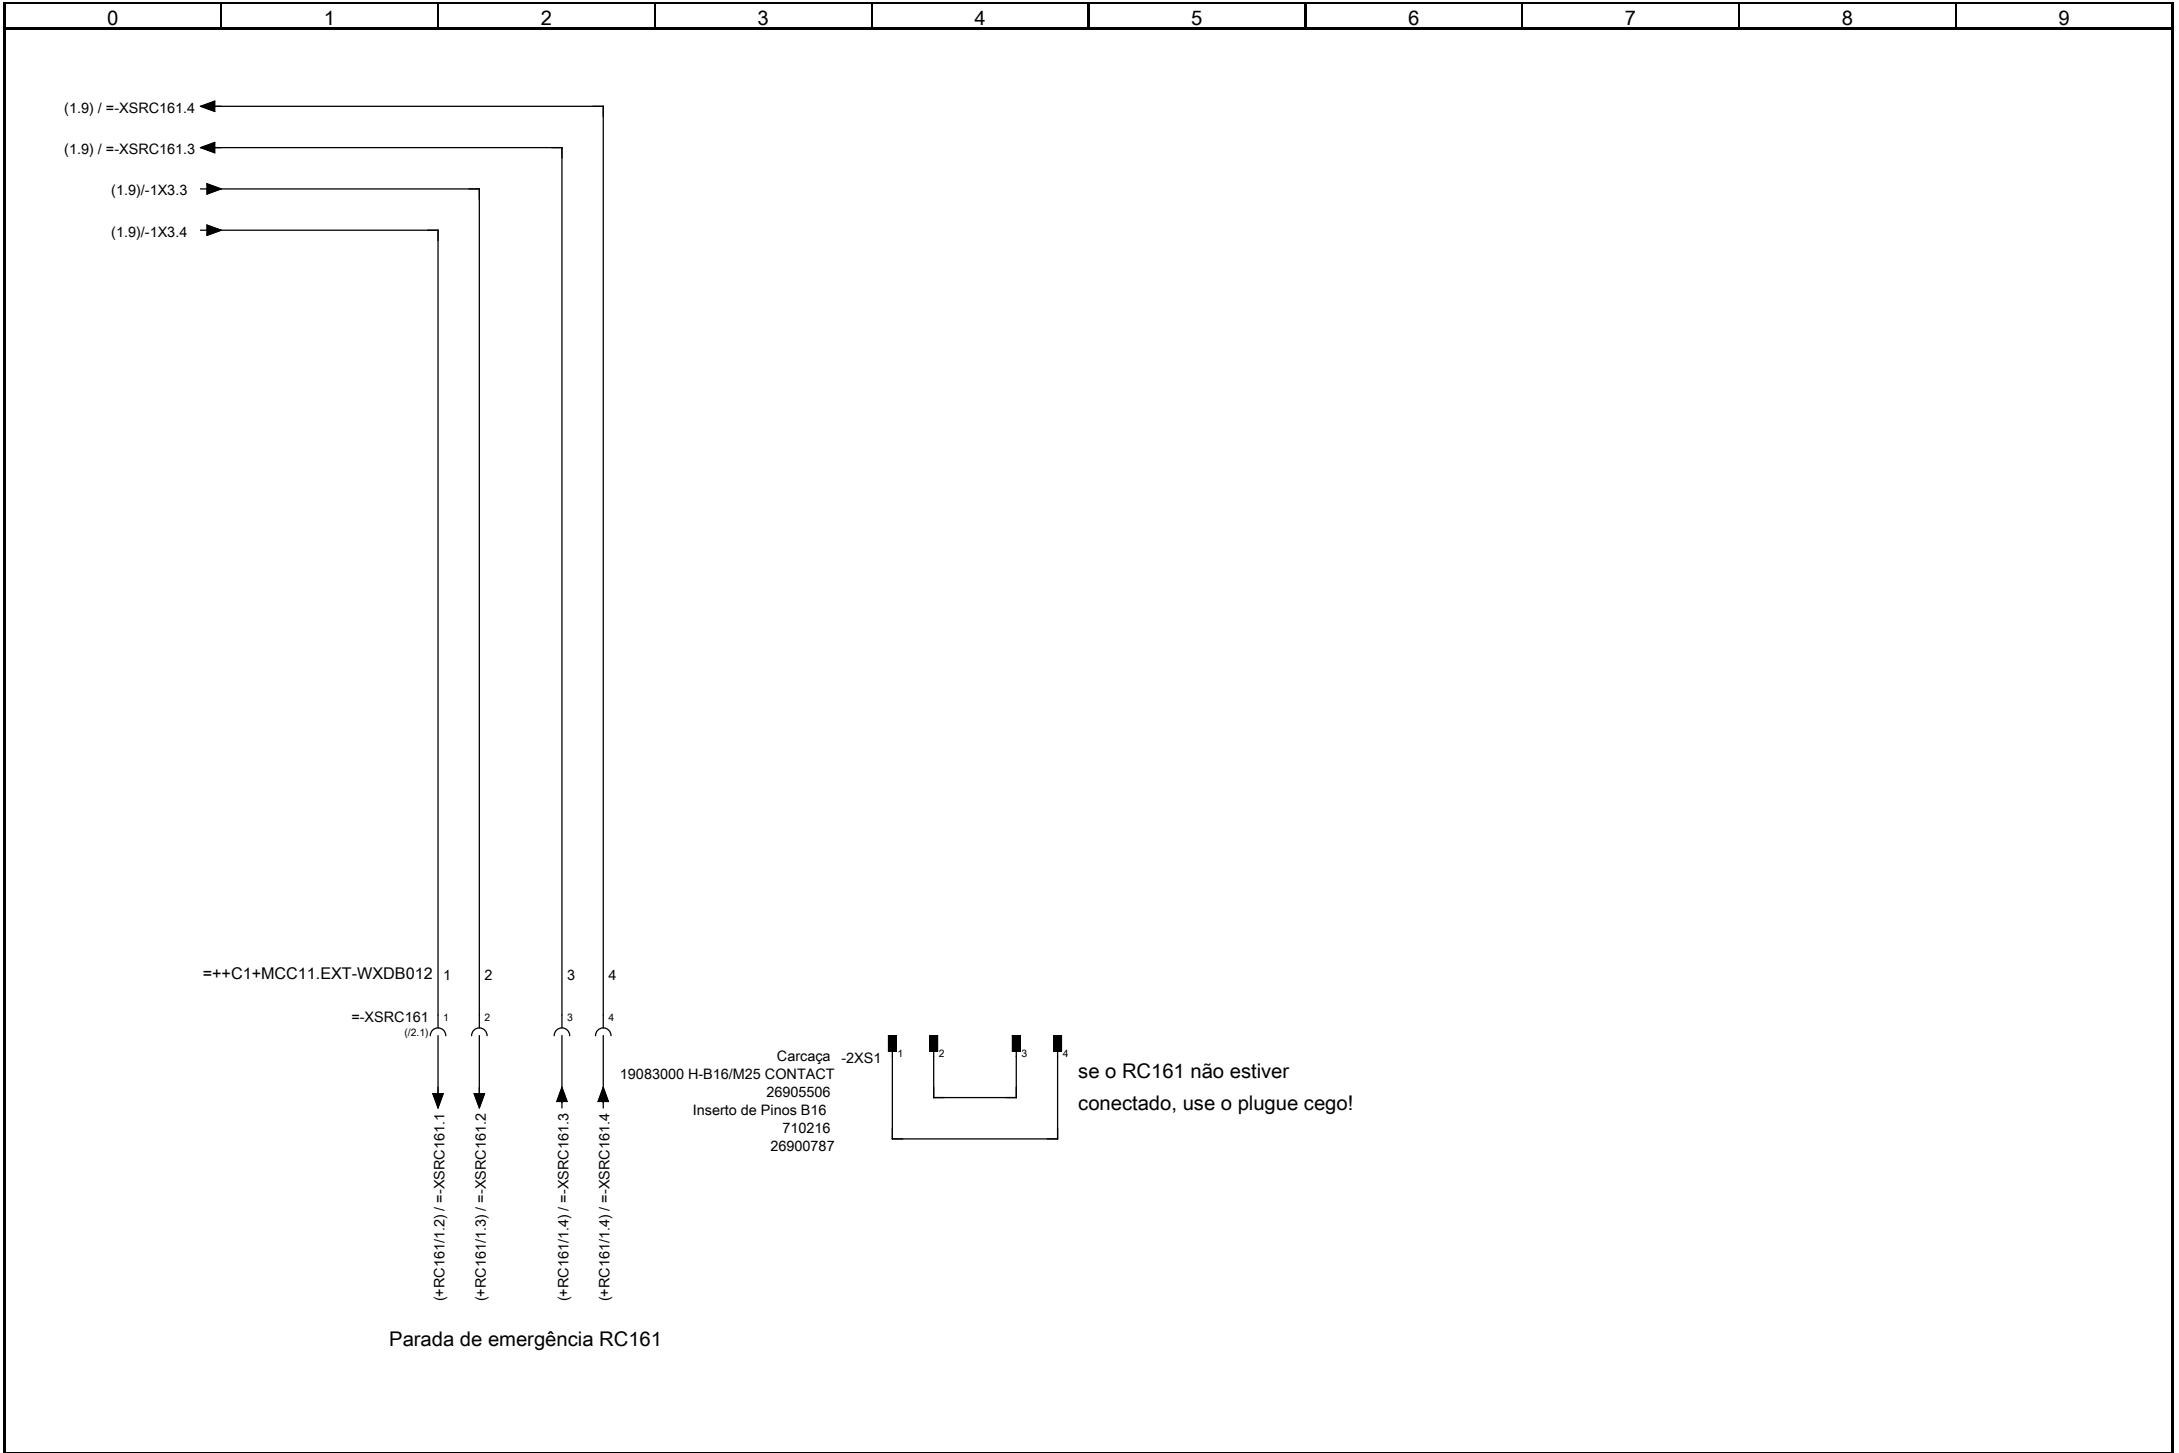 0 1 2 3 4 5 6 7 8 9
(1.9) / =-XSRC161.4
(1.9) / =-XSRC161.3
(1.9)/-1X3.3
(1.9)/-1X3.4
=++C1+MCC11.EXT-WXDB012 1 2 3 4
=-XSRC161 1 2 3 4
(/2.1)
Carcaça -2XS1 1 2 3 4
19083000 H-B16/M25 CONTACT
26905506
Inserto de Pinos B16
710216
26900787
se o RC161 não estiver
conectado, use o plugue cego!
(+RC161/1.2) / =-XSRC161.1
(+RC161/1.3) / =-XSRC161.2
(+RC161/1.4) / =-XSRC161.3
(+RC161/1.4) / =-XSRC161.4
Parada de emergência RC161